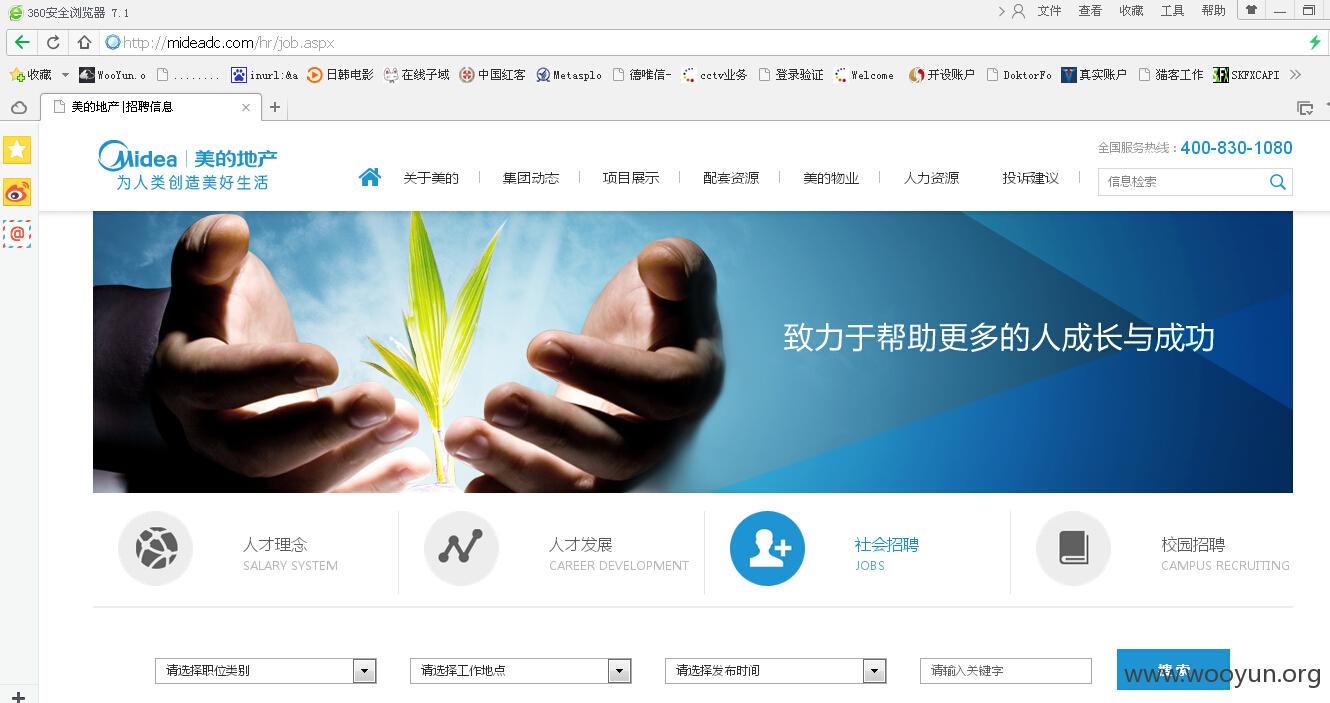 360安全浏览器 7.1
文件 查看 收藏 工具 帮助
http://mideadc.com/hr/job.aspx
收藏 WooYun.o ........ inurl:&a 日韩电影 在线子域 中国红客 Metasplo 德唯信- cctv业务 登录验证 Welcome 开设账户 DoktorFo 真实账户 猫客工作 SKFXCAPI
美的地产|招聘信息
Midea 美的地产
为人类创造美好生活
全国服务热线：400-830-1080
关于美的 集团动态 项目展示 配套资源 美的物业 人力资源 投诉建议
信息检索
致力于帮助更多的人成长与成功
人才理念
SALARY SYSTEM
人才发展
CAREER DEVELOPMENT
社会招聘
JOBS
校园招聘
CAMPUS RECRUITING
请选择职位类别 请选择工作地点 请选择发布时间 请输入关键字 搜索
www.wooyun.org